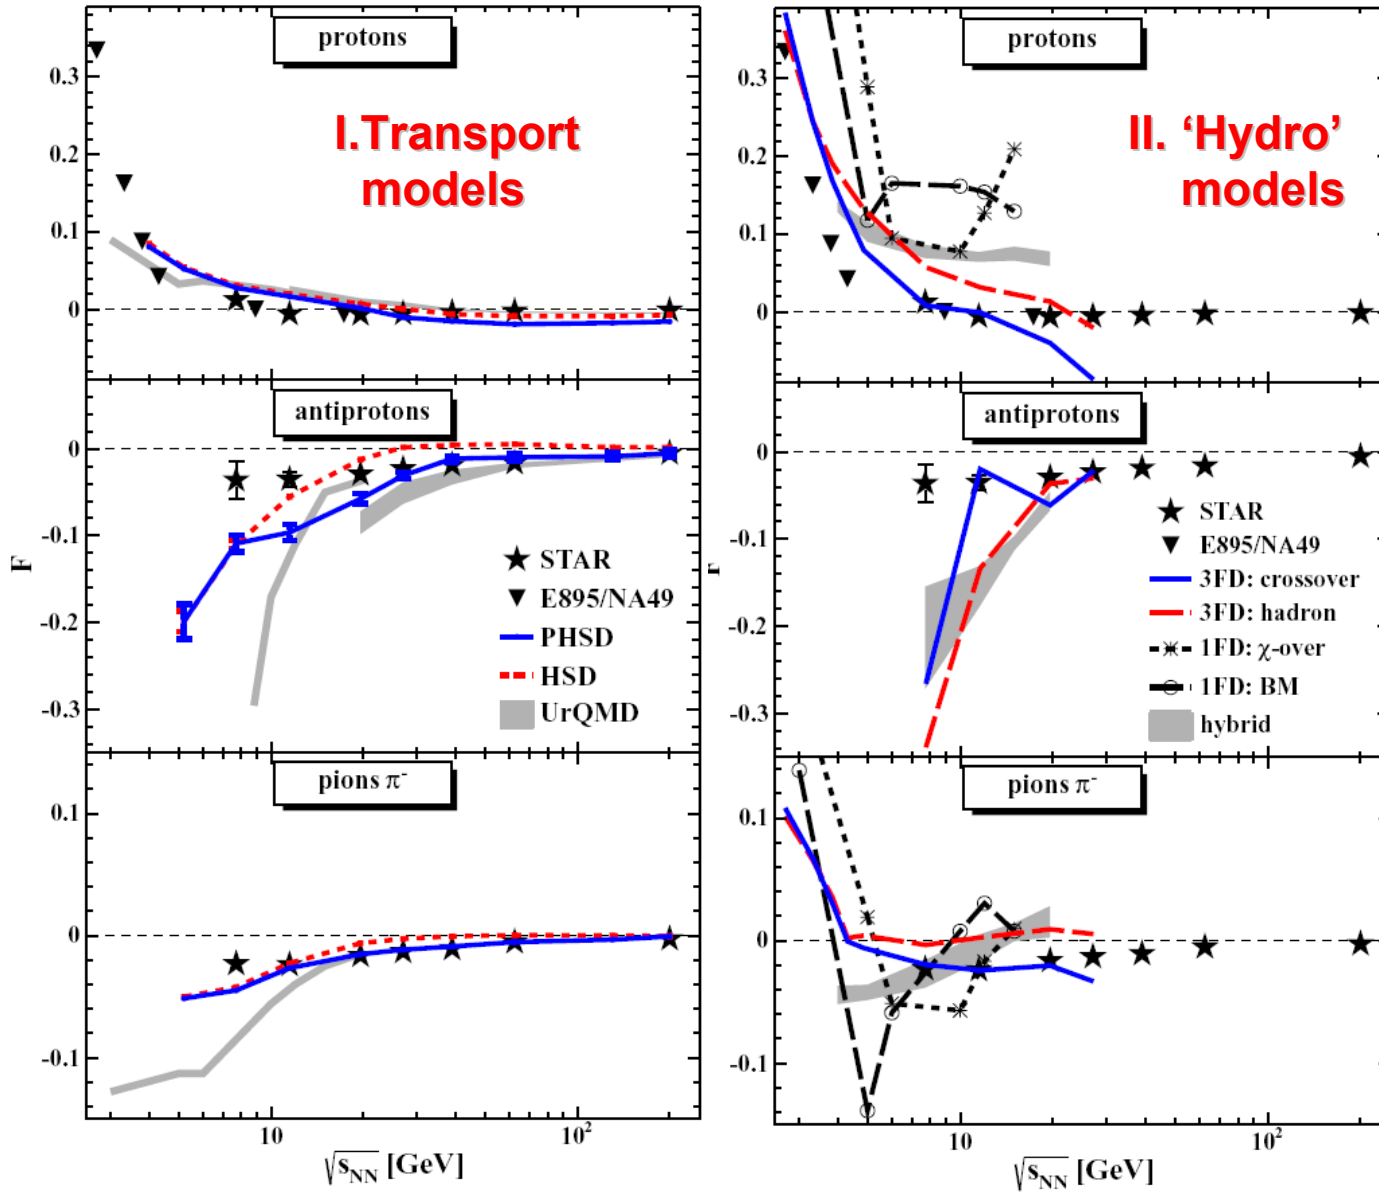 protons
0.3
0.2
0.1
0
I.Transport
models
antiprotons
0
-0.1
-0.2
-0.3
F
STAR
E895/NA49
PHSD
HSD
UrQMD
pions π⁻
0.1
0
-0.1
10
10²
√sNN [GeV]
protons
0.3
0.2
0.1
0
II. ‘Hydro’
models
antiprotons
0
-0.1
-0.2
-0.3
STAR
E895/NA49
3FD: crossover
3FD: hadron
1FD: χ-over
1FD: BM
hybrid
pions π⁻
0.1
0
-0.1
10
10²
√sNN [GeV]